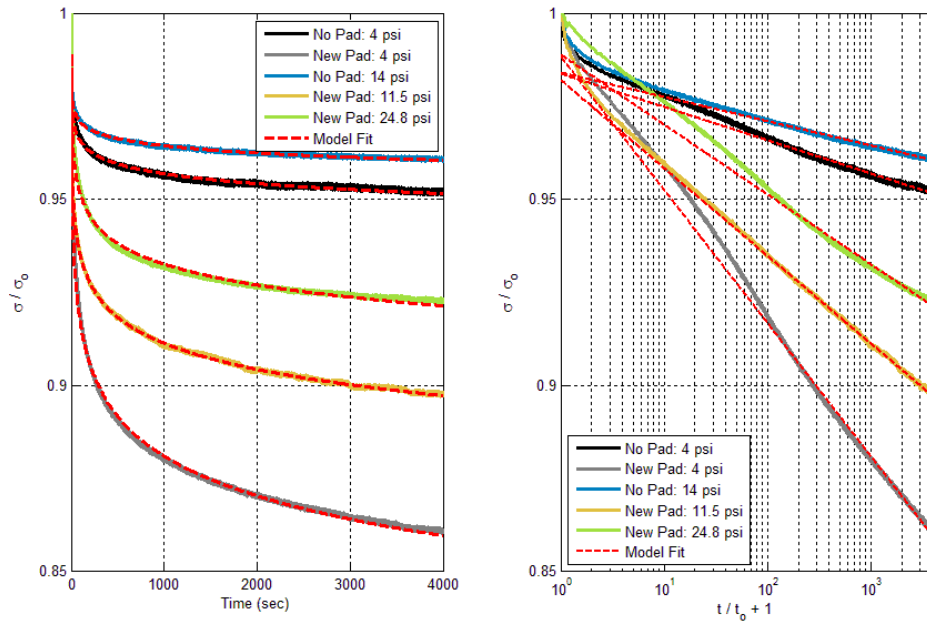 1
0.95
0.9
0.85
σ / σo
0 1000 2000 3000 4000
Time (sec)
No Pad: 4 psi
New Pad: 4 psi
No Pad: 14 psi
New Pad: 11.5 psi
New Pad: 24.8 psi
Model Fit
1
0.95
0.9
0.85
σ / σo
10^0 10^1 10^2 10^3
t / to + 1
No Pad: 4 psi
New Pad: 4 psi
No Pad: 14 psi
New Pad: 11.5 psi
New Pad: 24.8 psi
Model Fit